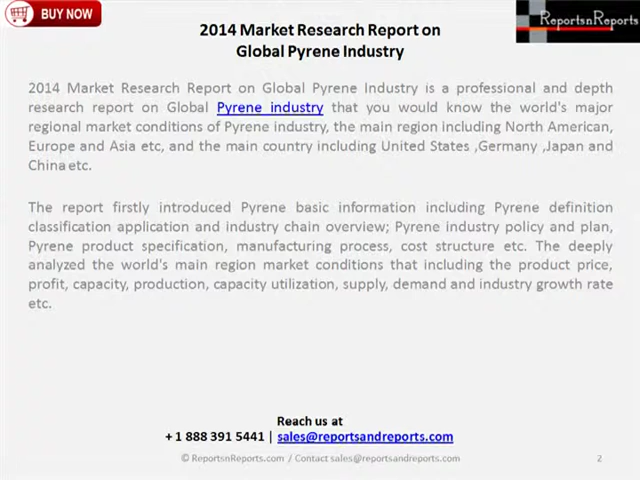 BUY NOW
ReportsnReports
2014 Market Research Report on
Global Pyrene Industry
2014 Market Research Report on Global Pyrene Industry is a professional and depth
research report on Global Pyrene industry that you would know the world's major
regional market conditions of Pyrene industry, the main region including North American,
Europe and Asia etc, and the main country including United States ,Germany ,Japan and
China etc.
The report firstly introduced Pyrene basic information including Pyrene definition
classification application and industry chain overview; Pyrene industry policy and plan,
Pyrene product specification, manufacturing process, cost structure etc. The deeply
analyzed the world's main region market conditions that including the product price,
profit, capacity, production, capacity utilization, supply, demand and industry growth rate
etc.
Reach us at
+ 1 888 391 5441 | sales@reportsandreports.com
© ReportsnReports.com / Contact sales@reportsandreports.com
2